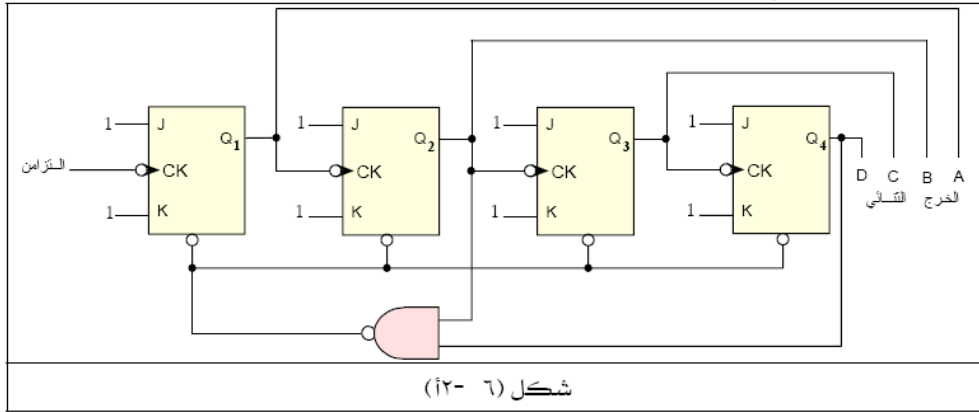 1 J Q1 1 J Q2 1 J Q3 1 J Q4
التزامن CK CK CK CK
1 K 1 K 1 K 1 K
D C B A
الخرج الثنائي
شكل (٦ -٢أ)